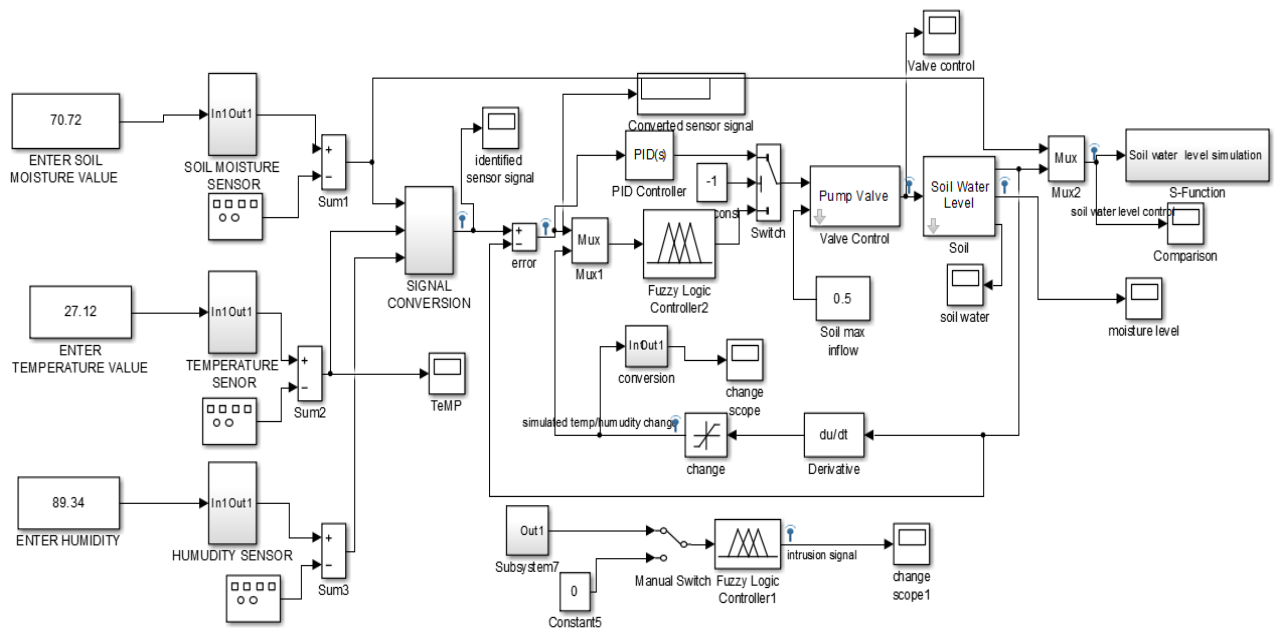 Valve control
70.72
ENTER SOIL
MOISTURE VALUE
In1Out1
SOIL MOISTURE
SENSOR
+
−
Sum1
identified
sensor signal
Converted sensor signal
PID(s)
PID Controller
-1
const
Switch
Pump Valve
Valve Control
Soil Water
Level
Soil
Mux
Mux2
Soil water level simulation
S-Function
soil water level control
Comparison
SIGNAL
CONVERSION
+
−
error
Mux
Mux1
Fuzzy Logic
Controller2
0.5
Soil max
inflow
soil water
moisture level
27.12
ENTER
TEMPERATURE VALUE
In1Out1
TEMPERATURE
SENOR
+
−
Sum2
TeMP
In1Out1
conversion
change
scope
simulated temp/humidity change
change
du/dt
Derivative
89.34
ENTER HUMIDITY
In1Out1
HUMUDITY SENSOR
+
−
Sum3
Out1
Subsystem7
0
Constant5
Manual Switch
Fuzzy Logic
Controller1
intrusion signal
change
scope1